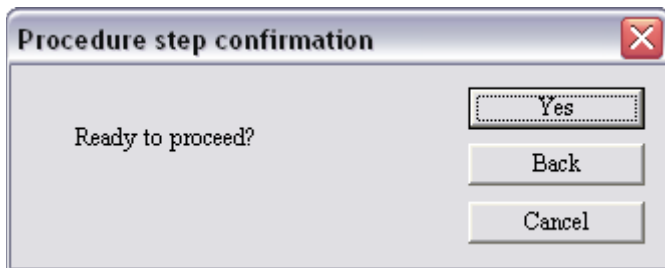 Procedure step confirmation
Ready to proceed?
Yes
Back
Cancel